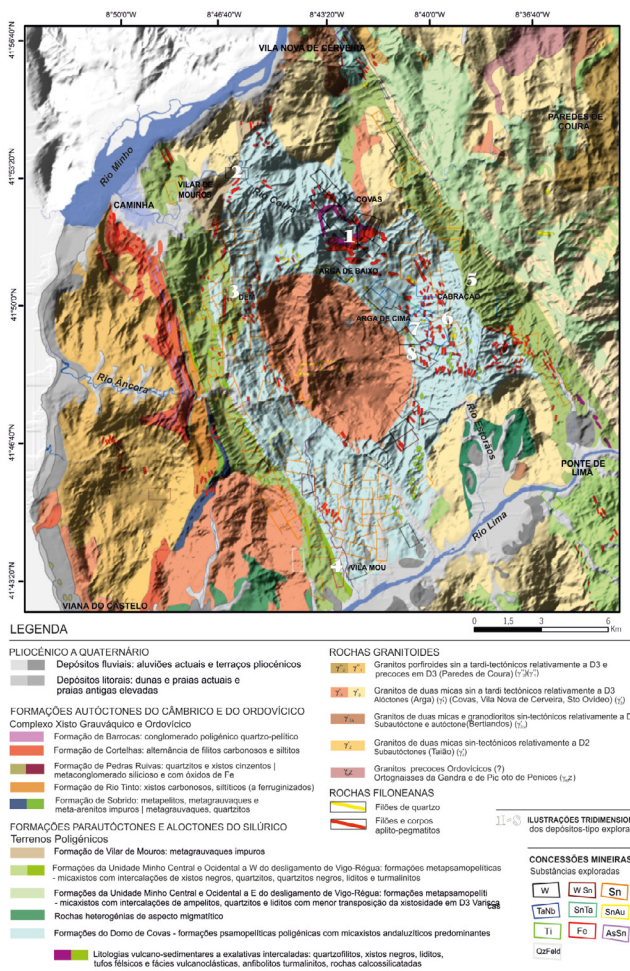 8°50'0"W 8°46'40"W 8°43'20"W 8°40'0"W 8°36'40"W
41°56'40"N
VILA NOVA DE CERVEIRA
PAREDES DE
COURA
41°53'20"N
Rio Minho
2
VILAR DE
MOUROS
Rio Coura
COVAS
CAMINHA
1
ARGA DE BAIXO
5
3
DEM
CABRAÇÃO
41°50'0"N
ARGA DE CIMA
6
7
8
Rio Âncora
Rio Estorãos
41°46'40"N
PONTE DE
LIMA
Rio Lima
4
VILA MOU
41°43'20"N
VIANA DO CASTELO
LEGENDA
0 1,5 3 6
Km
PLIOCÉNICO A QUATERNÁRIO
Depósitos fluviais: aluviões actuais e terraços pliocénicos
Depósitos litorais: dunas e praias actuais e
praias antigas elevadas
FORMAÇÕES AUTÓCTONES DO CÂMBRICO E DO ORDOVÍCICO
Complexo Xisto Grauváquico e Ordovícico
Formação de Barrocas: conglomerado poligénico quartzo-pelítico
Formação de Cortelhas: alternância de filitos carbonosos e siltitos
Formação de Pedras Ruivas: quartzitos e xistos cinzentos |
metaconglomerado silicioso e com óxidos de Fe
Formação de Rio Tinto: xistos carbonosos, siltíticos (a ferruginizados)
Formação de Sobrido: metapelitos, metagrauvaques e
meta-arenitos impuros | metagrauvaques, quartzitos
FORMAÇÕES PARAUTÓCTONES E ALOCTONES DO SILÚRICO
Terrenos Poligénicos
Formação de Vilar de Mouros: metagrauvaques impuros
Formações da Unidade Minho Central e Ocidental a W do desligamento de Vigo-Régua: formações metapsamopelíticas
- micaxistos com intercalações de xistos negros, quartzitos, quartzitos negros, liditos e turmalinitos
Formações da Unidade Minho Central e Ocidental a E do desligamento de Vigo-Régua: formações metapsamopelíti
cas
- micaxistos com intercalações de ampelitos, quartzitos e liditos com menor transposição da xistosidade em D3 Varisca
Rochas heterogénias de aspecto migmatítico
Formações do Domo de Covas - formações psamopelíticas poligénicas com micaxistos andaluzíticos predominantes
Litologias vulcano-sedimentares a exalativas intercaladas: quartzofilitos, xistos negros, liditos,
tufos félsicos e fácies vulcanoclásticas, anfibolitos turmalinitos, rochas calcossilicatadas
ROCHAS GRANITOIDES
Granitos porfiroides sin a tardi-tectónicos relativamente a D3 e
precoces em D3 (Paredes de Coura)
Granitos de duas micas sin a tardi tectónicos relativamente a D3
Alóctones (Arga) (Covas, Vila Nova de Cerveira, Sto Ovídeo)
Granitos de duas micas e granodioritos sin-tectónicos relativamente a D
Subautóctone e autóctone(Bertiandos)
Granitos de duas micas sin-tectónicos relativamente a D2
Subautóctones (Taião)
Granitos precoces Ordovícicos (?)
Ortognaisses da Gandra e de Pic oto de Penices
ROCHAS FILONEANAS
Filões de quartzo
Filões e corpos
aplito-pegmatitos
1-8 ILUSTRAÇÕES TRIDIMENSION
dos depósitos-tipo explora
CONCESSÕES MINEIRAS
Substâncias exploradas
W W Sn Sn
TaNb SnTa SnAu
Ti Fe AsSn
QzFeld